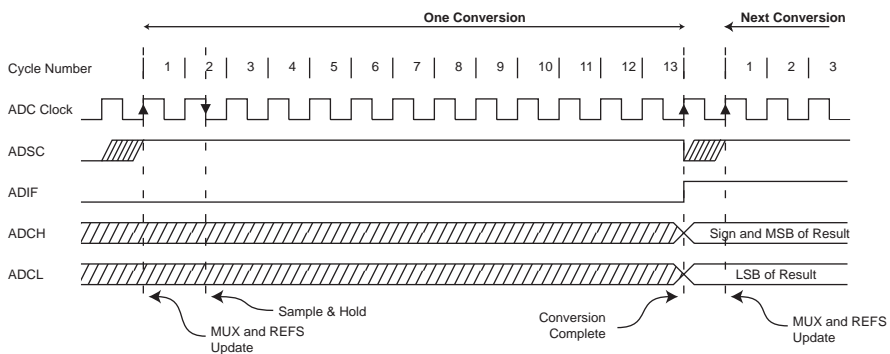 One Conversion
Next Conversion
Cycle Number
1 2 3 4 5 6 7 8 9 10 11 12 13 1 2 3
ADC Clock
ADSC
ADIF
ADCH
Sign and MSB of Result
ADCL
LSB of Result
MUX and REFS
Update
Sample & Hold
Conversion
Complete
MUX and REFS
Update